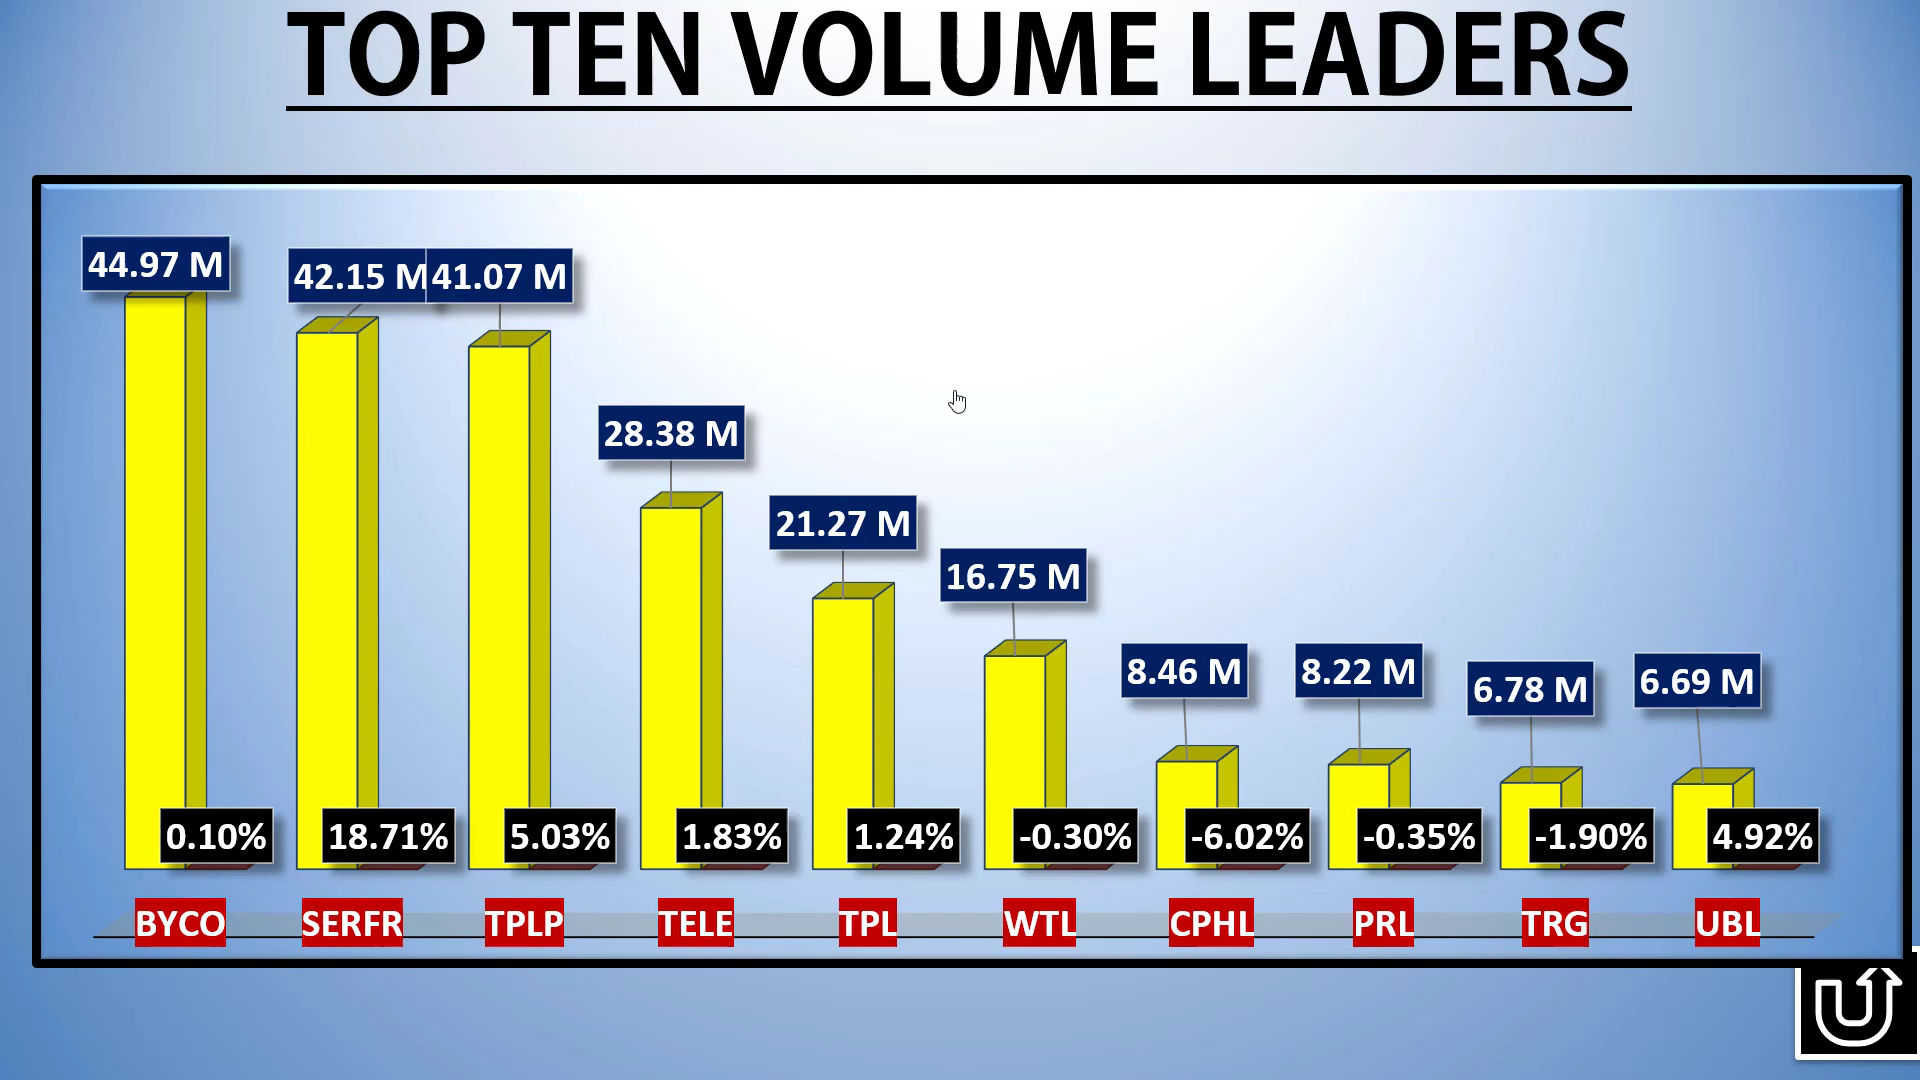 TOP TEN VOLUME LEADERS
44.97 M
42.15 M
41.07 M
28.38 M
21.27 M
16.75 M
8.46 M
8.22 M
6.78 M
6.69 M
0.10%
18.71%
5.03%
1.83%
1.24%
-0.30%
-6.02%
-0.35%
-1.90%
4.92%
BYCO
SERFR
TPLP
TELE
TPL
WTL
CPHL
PRL
TRG
UBL